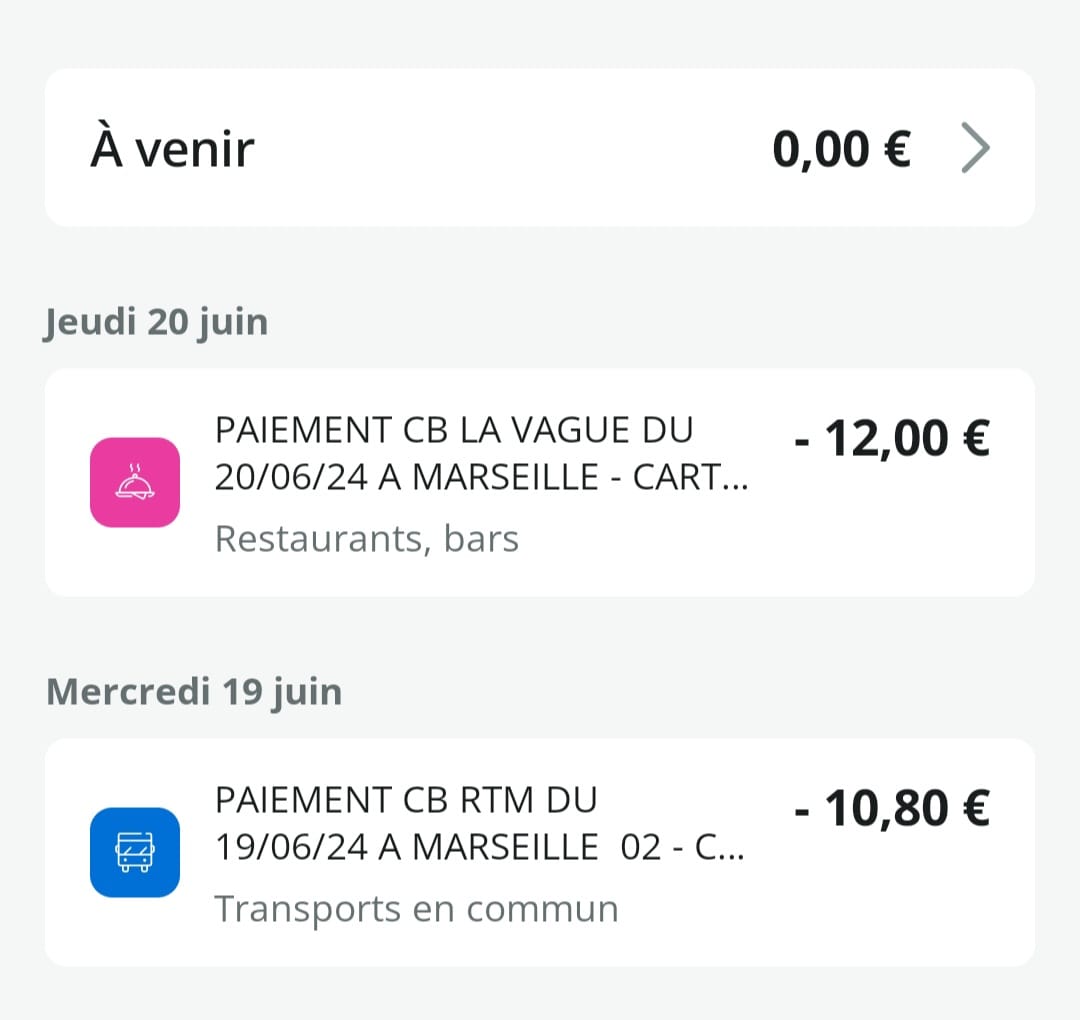 À venir 0,00 €
Jeudi 20 juin
PAIEMENT CB LA VAGUE DU - 12,00 €
20/06/24 A MARSEILLE - CART...
Restaurants, bars
Mercredi 19 juin
PAIEMENT CB RTM DU - 10,80 €
19/06/24 A MARSEILLE  02 - C...
Transports en commun